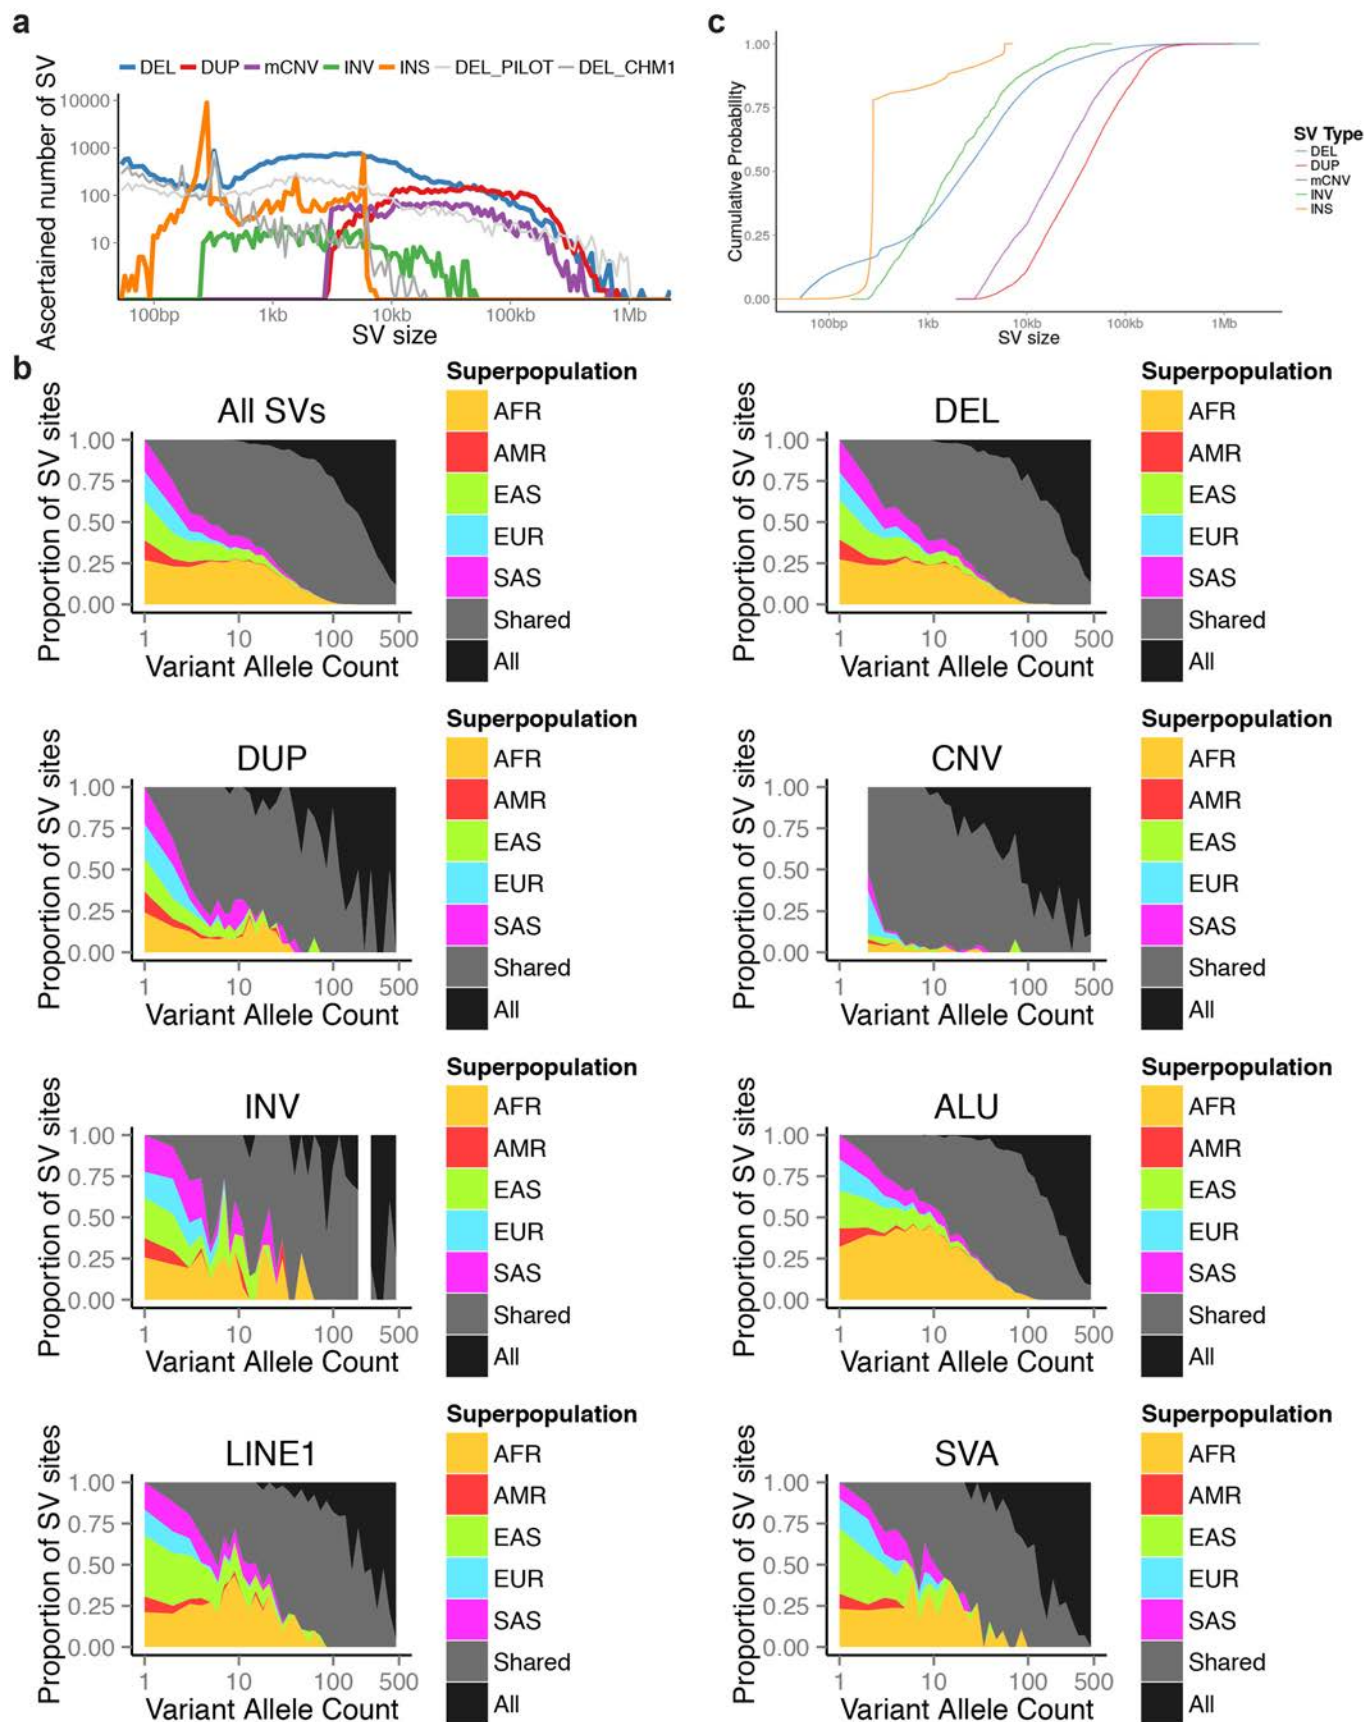 a
DEL DUP mCNV INV INS DEL_PILOT DEL_CHM1
Ascertained number of SV
10000
1000
100
10
100bp 1kb 10kb 100kb 1Mb
SV size
c
Cumulative Probability
1.00
0.75
0.50
0.25
0.00
100bp 1kb 10kb 100kb 1Mb
SV size
SV Type
DEL
DUP
mCNV
INV
INS
b
All SVs
Proportion of SV sites
1.00
0.75
0.50
0.25
0.00
1 10 100 500
Variant Allele Count
Superpopulation
AFR
AMR
EAS
EUR
SAS
Shared
All
DEL
Proportion of SV sites
1.00
0.75
0.50
0.25
0.00
1 10 100 500
Variant Allele Count
Superpopulation
AFR
AMR
EAS
EUR
SAS
Shared
All
DUP
Proportion of SV sites
1.00
0.75
0.50
0.25
0.00
1 10 100 500
Variant Allele Count
Superpopulation
AFR
AMR
EAS
EUR
SAS
Shared
All
CNV
Proportion of SV sites
1.00
0.75
0.50
0.25
0.00
1 10 100 500
Variant Allele Count
Superpopulation
AFR
AMR
EAS
EUR
SAS
Shared
All
INV
Proportion of SV sites
1.00
0.75
0.50
0.25
0.00
1 10 100 500
Variant Allele Count
Superpopulation
AFR
AMR
EAS
EUR
SAS
Shared
All
ALU
Proportion of SV sites
1.00
0.75
0.50
0.25
0.00
1 10 100 500
Variant Allele Count
Superpopulation
AFR
AMR
EAS
EUR
SAS
Shared
All
LINE1
Proportion of SV sites
1.00
0.75
0.50
0.25
0.00
1 10 100 500
Variant Allele Count
Superpopulation
AFR
AMR
EAS
EUR
SAS
Shared
All
SVA
Proportion of SV sites
1.00
0.75
0.50
0.25
0.00
1 10 100 500
Variant Allele Count
Superpopulation
AFR
AMR
EAS
EUR
SAS
Shared
All